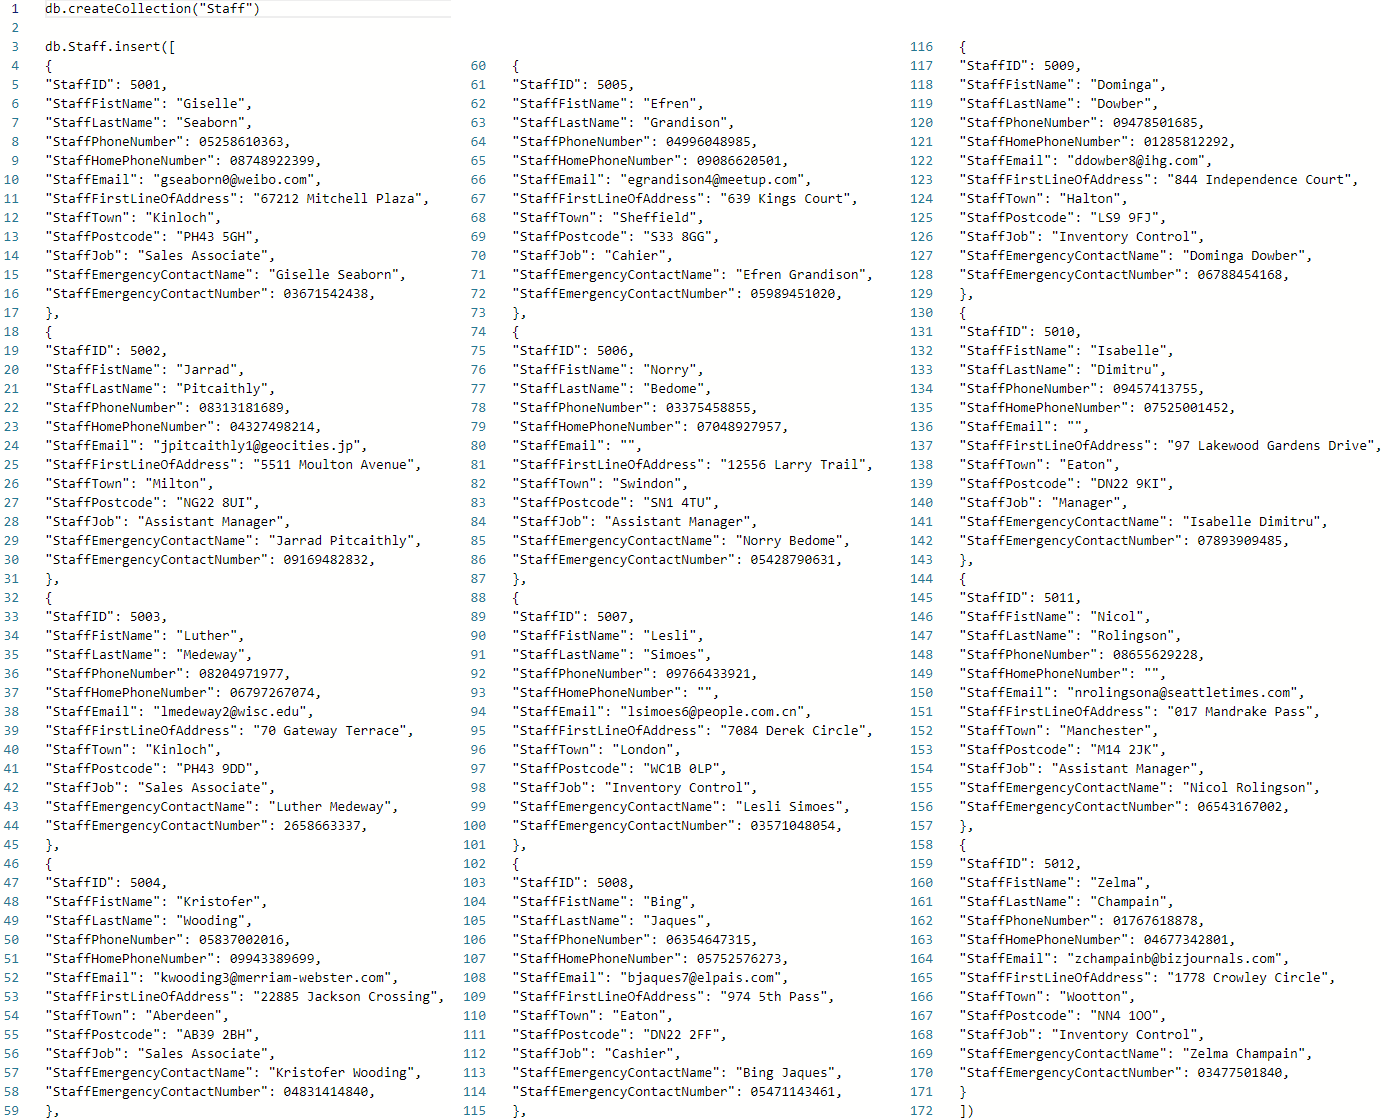 1 db.createCollection("Staff")
2
3 db.Staff.insert([
4 {
5 "StaffID": 5001,
6 "StaffFistName": "Giselle",
7 "StaffLastName": "Seaborn",
8 "StaffPhoneNumber": 05258610363,
9 "StaffHomePhoneNumber": 08748922399,
10 "StaffEmail": "gseaborn0@weibo.com",
11 "StaffFirstLineOfAddress": "67212 Mitchell Plaza",
12 "StaffTown": "Kinloch",
13 "StaffPostcode": "PH43 5GH",
14 "StaffJob": "Sales Associate",
15 "StaffEmergencyContactName": "Giselle Seaborn",
16 "StaffEmergencyContactNumber": 03671542438,
17 },
18 {
19 "StaffID": 5002,
20 "StaffFistName": "Jarrad",
21 "StaffLastName": "Pitcaithly",
22 "StaffPhoneNumber": 08313181689,
23 "StaffHomePhoneNumber": 04327498214,
24 "StaffEmail": "jpitcaithly1@geocities.jp",
25 "StaffFirstLineOfAddress": "5511 Moulton Avenue",
26 "StaffTown": "Milton",
27 "StaffPostcode": "NG22 8UI",
28 "StaffJob": "Assistant Manager",
29 "StaffEmergencyContactName": "Jarrad Pitcaithly",
30 "StaffEmergencyContactNumber": 09169482832,
31 },
32 {
33 "StaffID": 5003,
34 "StaffFistName": "Luther",
35 "StaffLastName": "Medeway",
36 "StaffPhoneNumber": 08204971977,
37 "StaffHomePhoneNumber": 06797267074,
38 "StaffEmail": "lmedeway2@wisc.edu",
39 "StaffFirstLineOfAddress": "70 Gateway Terrace",
40 "StaffTown": "Kinloch",
41 "StaffPostcode": "PH43 9DD",
42 "StaffJob": "Sales Associate",
43 "StaffEmergencyContactName": "Luther Medeway",
44 "StaffEmergencyContactNumber": 2658663337,
45 },
46 {
47 "StaffID": 5004,
48 "StaffFistName": "Kristofer",
49 "StaffLastName": "Wooding",
50 "StaffPhoneNumber": 05837002016,
51 "StaffHomePhoneNumber": 09943389699,
52 "StaffEmail": "kwooding3@merriam-webster.com",
53 "StaffFirstLineOfAddress": "22885 Jackson Crossing",
54 "StaffTown": "Aberdeen",
55 "StaffPostcode": "AB39 2BH",
56 "StaffJob": "Sales Associate",
57 "StaffEmergencyContactName": "Kristofer Wooding",
58 "StaffEmergencyContactNumber": 04831414840,
59 },
60 {
61 "StaffID": 5005,
62 "StaffFistName": "Efren",
63 "StaffLastName": "Grandison",
64 "StaffPhoneNumber": 04996048985,
65 "StaffHomePhoneNumber": 09086620501,
66 "StaffEmail": "egrandison4@meetup.com",
67 "StaffFirstLineOfAddress": "639 Kings Court",
68 "StaffTown": "Sheffield",
69 "StaffPostcode": "S33 8GG",
70 "StaffJob": "Cahier",
71 "StaffEmergencyContactName": "Efren Grandison",
72 "StaffEmergencyContactNumber": 05989451020,
73 },
74 {
75 "StaffID": 5006,
76 "StaffFistName": "Norry",
77 "StaffLastName": "Bedome",
78 "StaffPhoneNumber": 03375458855,
79 "StaffHomePhoneNumber": 07048927957,
80 "StaffEmail": "",
81 "StaffFirstLineOfAddress": "12556 Larry Trail",
82 "StaffTown": "Swindon",
83 "StaffPostcode": "SN1 4TU",
84 "StaffJob": "Assistant Manager",
85 "StaffEmergencyContactName": "Norry Bedome",
86 "StaffEmergencyContactNumber": 05428790631,
87 },
88 {
89 "StaffID": 5007,
90 "StaffFistName": "Lesli",
91 "StaffLastName": "Simoes",
92 "StaffPhoneNumber": 09766433921,
93 "StaffHomePhoneNumber": "",
94 "StaffEmail": "lsimoes6@people.com.cn",
95 "StaffFirstLineOfAddress": "7084 Derek Circle",
96 "StaffTown": "London",
97 "StaffPostcode": "WC1B 0LP",
98 "StaffJob": "Inventory Control",
99 "StaffEmergencyContactName": "Lesli Simoes",
100 "StaffEmergencyContactNumber": 03571048054,
101 },
102 {
103 "StaffID": 5008,
104 "StaffFistName": "Bing",
105 "StaffLastName": "Jaques",
106 "StaffPhoneNumber": 06354647315,
107 "StaffHomePhoneNumber": 05752576273,
108 "StaffEmail": "bjaques7@elpais.com",
109 "StaffFirstLineOfAddress": "974 5th Pass",
110 "StaffTown": "Eaton",
111 "StaffPostcode": "DN22 2FF",
112 "StaffJob": "Cashier",
113 "StaffEmergencyContactName": "Bing Jaques",
114 "StaffEmergencyContactNumber": 05471143461,
115 },
116 {
117 "StaffID": 5009,
118 "StaffFistName": "Dominga",
119 "StaffLastName": "Dowber",
120 "StaffPhoneNumber": 09478501685,
121 "StaffHomePhoneNumber": 01285812292,
122 "StaffEmail": "ddowber8@ihg.com",
123 "StaffFirstLineOfAddress": "844 Independence Court",
124 "StaffTown": "Halton",
125 "StaffPostcode": "LS9 9FJ",
126 "StaffJob": "Inventory Control",
127 "StaffEmergencyContactName": "Dominga Dowber",
128 "StaffEmergencyContactNumber": 06788454168,
129 },
130 {
131 "StaffID": 5010,
132 "StaffFistName": "Isabelle",
133 "StaffLastName": "Dimitru",
134 "StaffPhoneNumber": 09457413755,
135 "StaffHomePhoneNumber": 07525001452,
136 "StaffEmail": "",
137 "StaffFirstLineOfAddress": "97 Lakewood Gardens Drive",
138 "StaffTown": "Eaton",
139 "StaffPostcode": "DN22 9KI",
140 "StaffJob": "Manager",
141 "StaffEmergencyContactName": "Isabelle Dimitru",
142 "StaffEmergencyContactNumber": 07893909485,
143 },
144 {
145 "StaffID": 5011,
146 "StaffFistName": "Nicol",
147 "StaffLastName": "Rolingson",
148 "StaffPhoneNumber": 08655629228,
149 "StaffHomePhoneNumber": "",
150 "StaffEmail": "nrolingsona@seattletimes.com",
151 "StaffFirstLineOfAddress": "017 Mandrake Pass",
152 "StaffTown": "Manchester",
153 "StaffPostcode": "M14 2JK",
154 "StaffJob": "Assistant Manager",
155 "StaffEmergencyContactName": "Nicol Rolingson",
156 "StaffEmergencyContactNumber": 06543167002,
157 },
158 {
159 "StaffID": 5012,
160 "StaffFistName": "Zelma",
161 "StaffLastName": "Champain",
162 "StaffPhoneNumber": 01767618878,
163 "StaffHomePhoneNumber": 04677342801,
164 "StaffEmail": "zchampainb@bizjournals.com",
165 "StaffFirstLineOfAddress": "1778 Crowley Circle",
166 "StaffTown": "Wootton",
167 "StaffPostcode": "NN4 1OO",
168 "StaffJob": "Inventory Control",
169 "StaffEmergencyContactName": "Zelma Champain",
170 "StaffEmergencyContactNumber": 03477501840,
171 }
172 ])